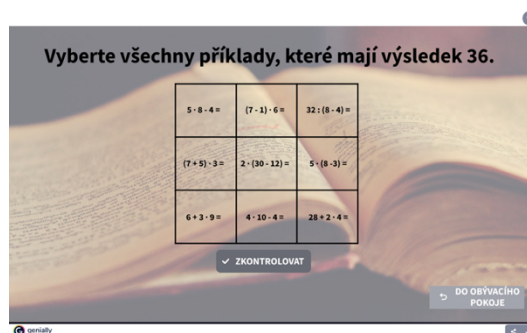 Vyberte všechny příklady, které mají výsledek 36.
5 · 8 - 4 =
(7 - 1) · 6 =
32 : (8 - 4) =
(7 + 5) · 3 =
2 · (30 - 12) =
5 · (8 -3) =
6 + 3 · 9 =
4 · 10 - 4 =
28 + 2 · 4 =
ZKONTROLOVAT
DO OBÝVACÍHO
POKOJE
genially